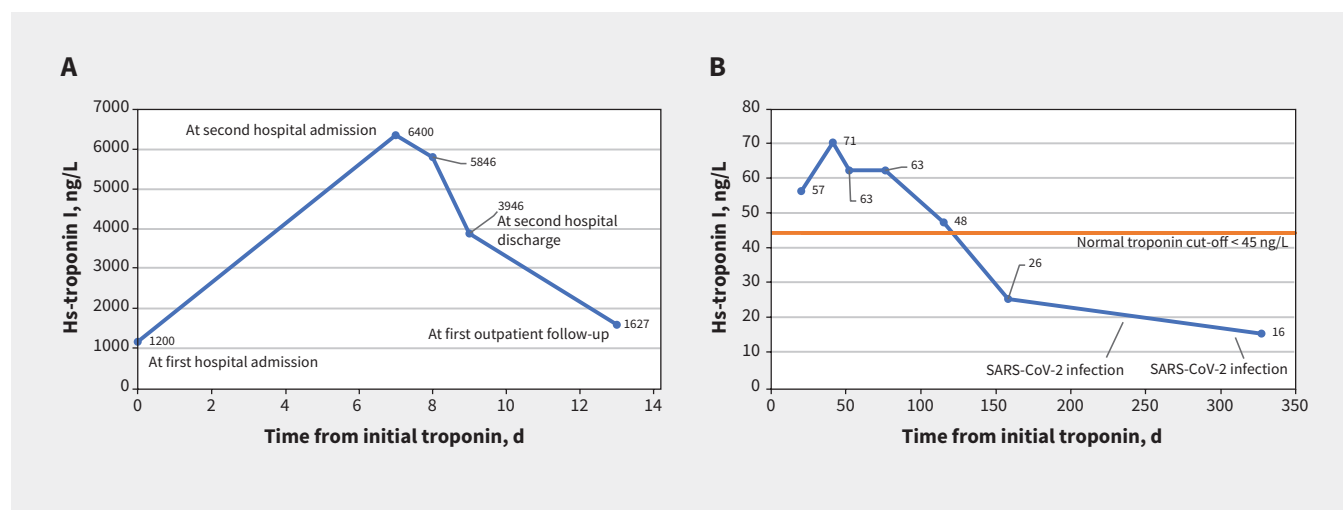 A
Hs-troponin I, ng/L
7000
6000
5000
4000
3000
2000
1000
0
At second hospital admission
6400
5846
3946
At second hospital
discharge
1627
At first outpatient follow-up
1200
At first hospital admission
0 2 4 6 8 10 12 14
Time from initial troponin, d
B
Hs-troponin I, ng/L
80
70
60
50
40
30
20
10
0
71
57
63
63
48
Normal troponin cut-off < 45 ng/L
26
16
SARS-CoV-2 infection
SARS-CoV-2 infection
0 50 100 150 200 250 300 350
Time from initial troponin, d